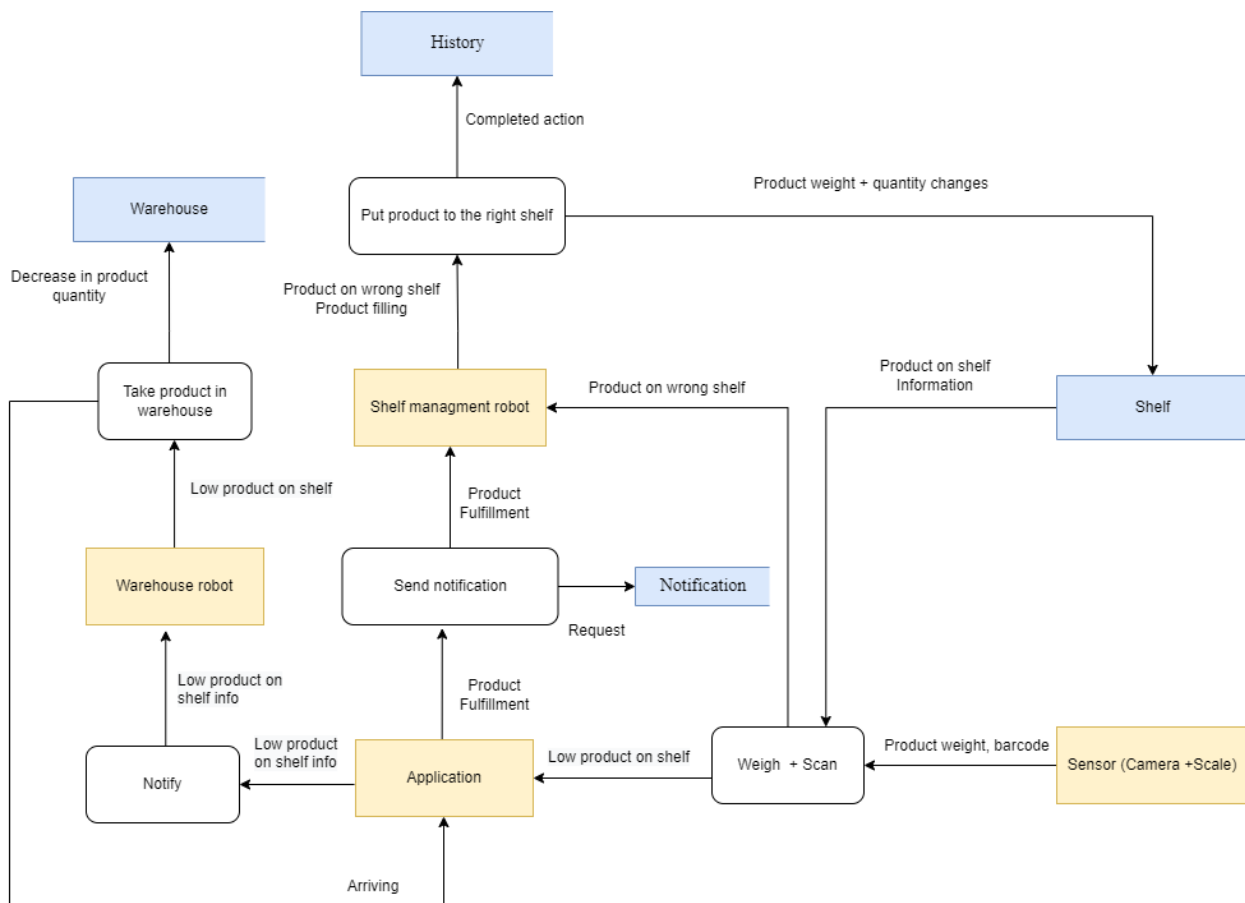 History
Completed action
Product weight + quantity changes
Warehouse
Put product to the right shelf
Decrease in product
quantity
Product on wrong shelf
Product filling
Product on shelf
Information
Take product in
warehouse
Shelf managment robot
Product on wrong shelf
Shelf
Low product on shelf
Product
Fulfillment
Warehouse robot
Send notification
Notification
Request
Low product on
shelf info
Product
Fulfillment
Low product
on shelf info
Low product on shelf
Product weight, barcode
Notify
Application
Weigh + Scan
Sensor (Camera +Scale)
Arriving